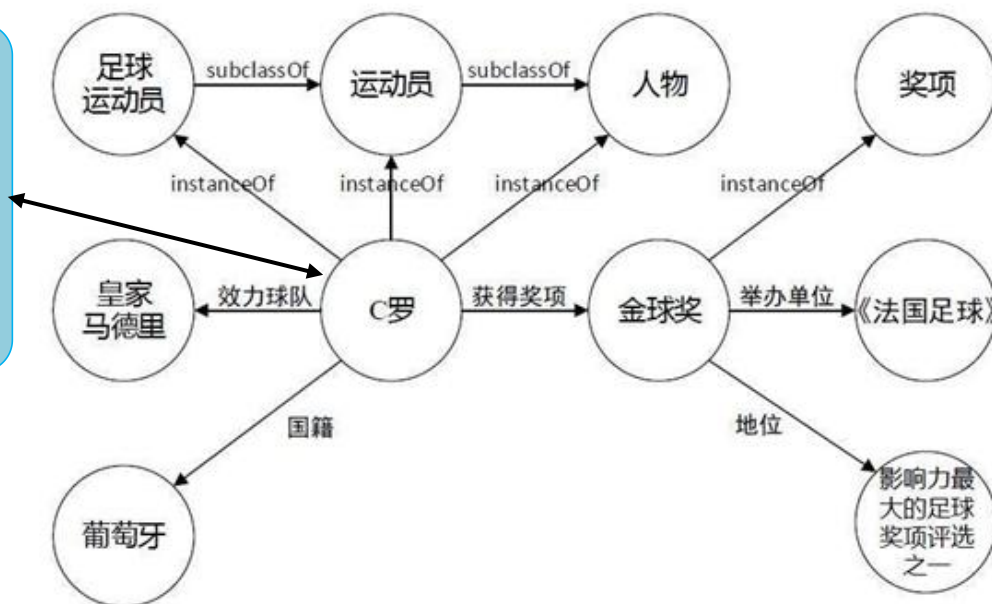 足球
运动员
subclassOf
运动员
subclassOf
人物
奖项
instanceOf
instanceOf
instanceOf
instanceOf
皇家
马德里
效力球队
C罗
获得奖项
金球奖
举办单位
《法国足球》
国籍
地位
葡萄牙
影响力最
大的足球
奖项评选
之一